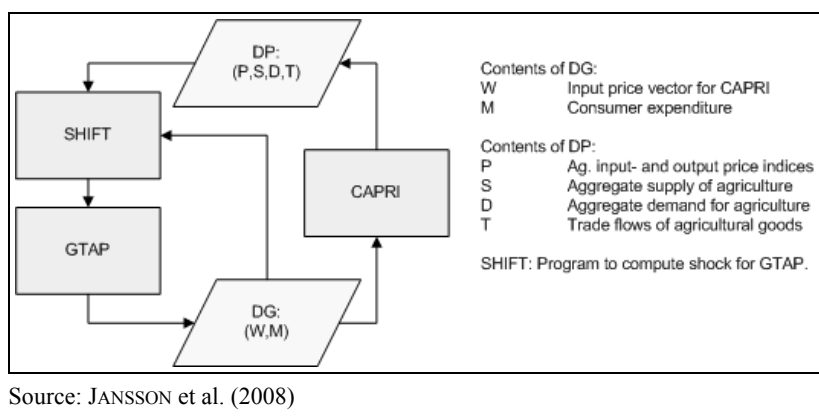 DP:
(P,S,D,T)
SHIFT
CAPRI
GTAP
DG:
(W,M)
Contents of DG:
W Input price vector for CAPRI
M Consumer expenditure
Contents of DP:
P Ag. input- and output price indices
S Aggregate supply of agriculture
D Aggregate demand for agriculture
T Trade flows of agricultural goods
SHIFT: Program to compute shock for GTAP.
Source: JANSSON et al. (2008)